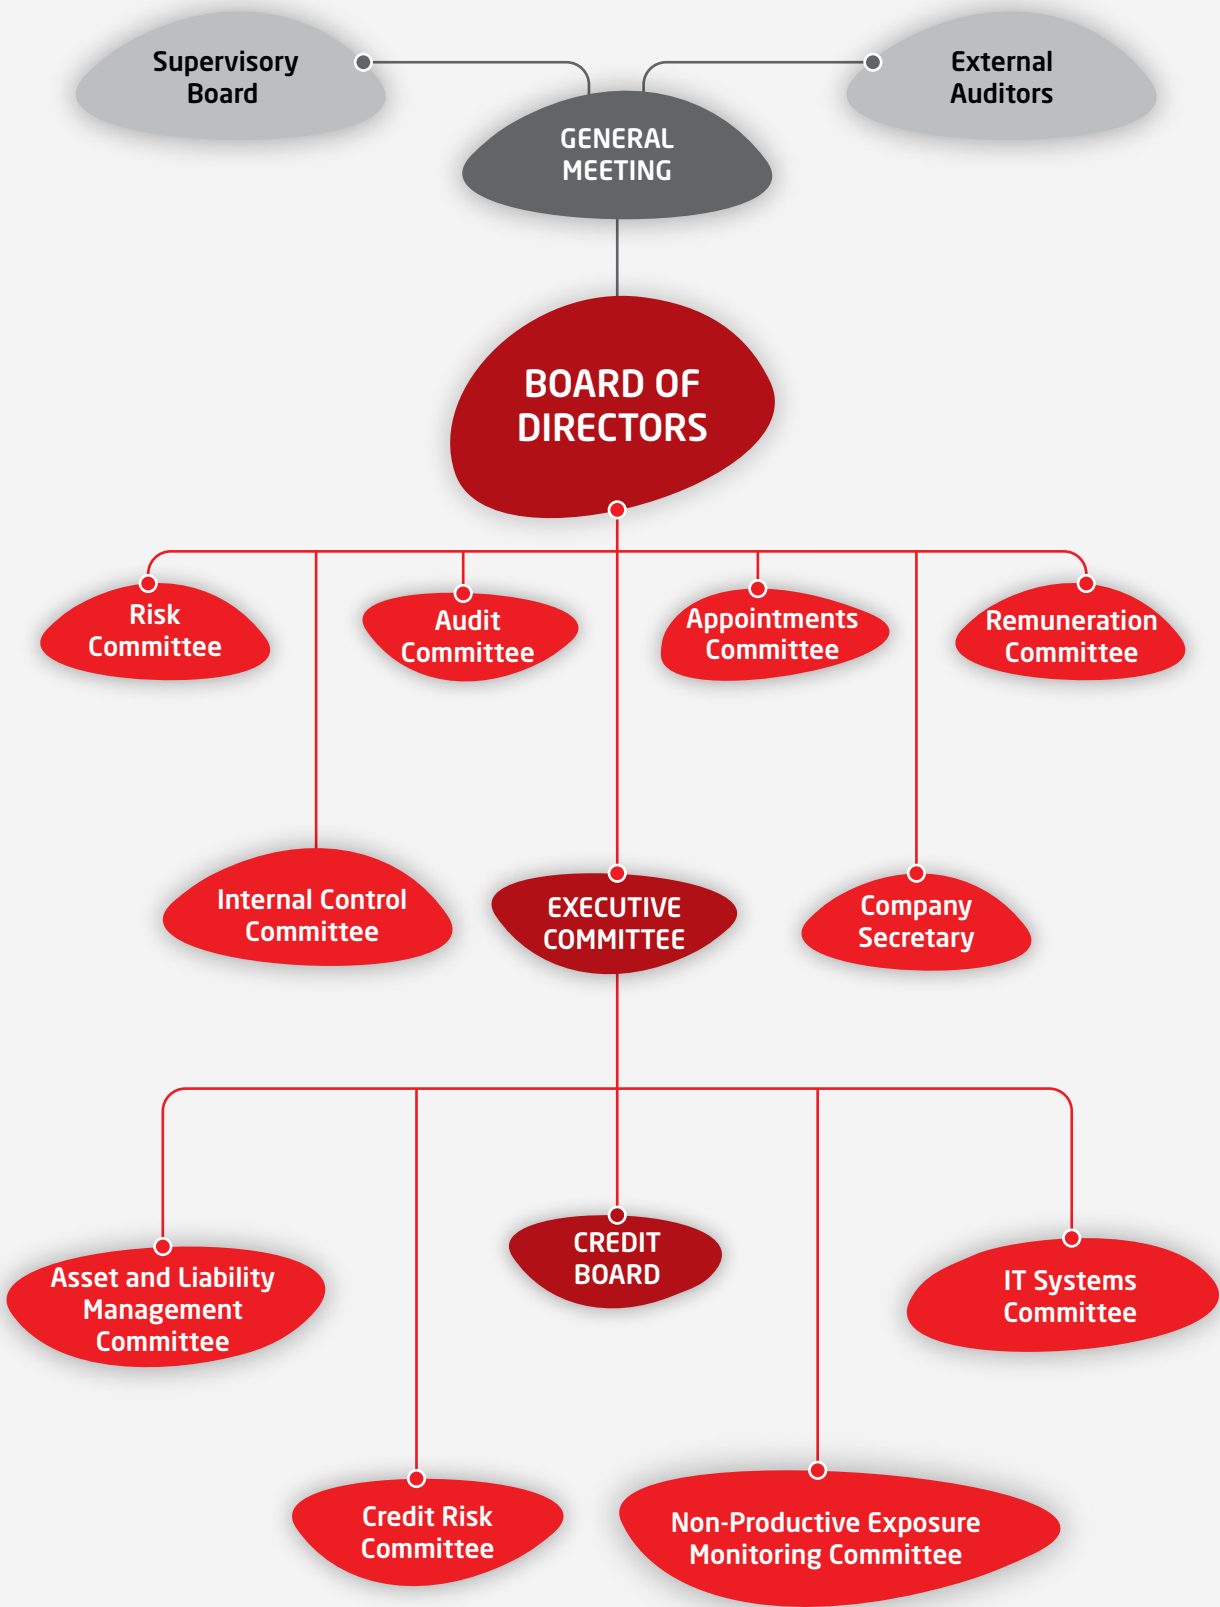 Supervisory
Board
External
Auditors
GENERAL
MEETING
BOARD OF
DIRECTORS
Risk
Committee
Audit
Committee
Appointments
Committee
Remuneration
Committee
Internal Control
Committee
EXECUTIVE
COMMITTEE
Company
Secretary
Asset and Liability
Management
Committee
CREDIT
BOARD
IT Systems
Committee
Credit Risk
Committee
Non-Productive Exposure
Monitoring Committee